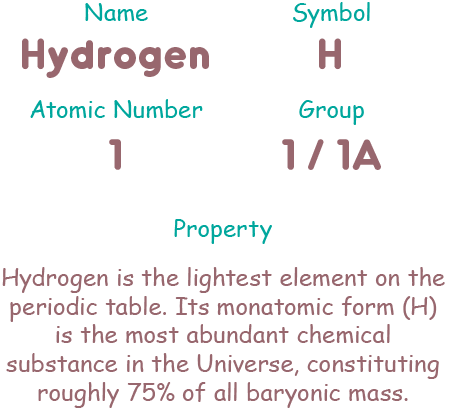 Name Symbol
Hydrogen H
Atomic Number Group
1 1 / 1A
Property
Hydrogen is the lightest element on the
periodic table. Its monatomic form (H)
is the most abundant chemical
substance in the Universe, constituting
roughly 75% of all baryonic mass.